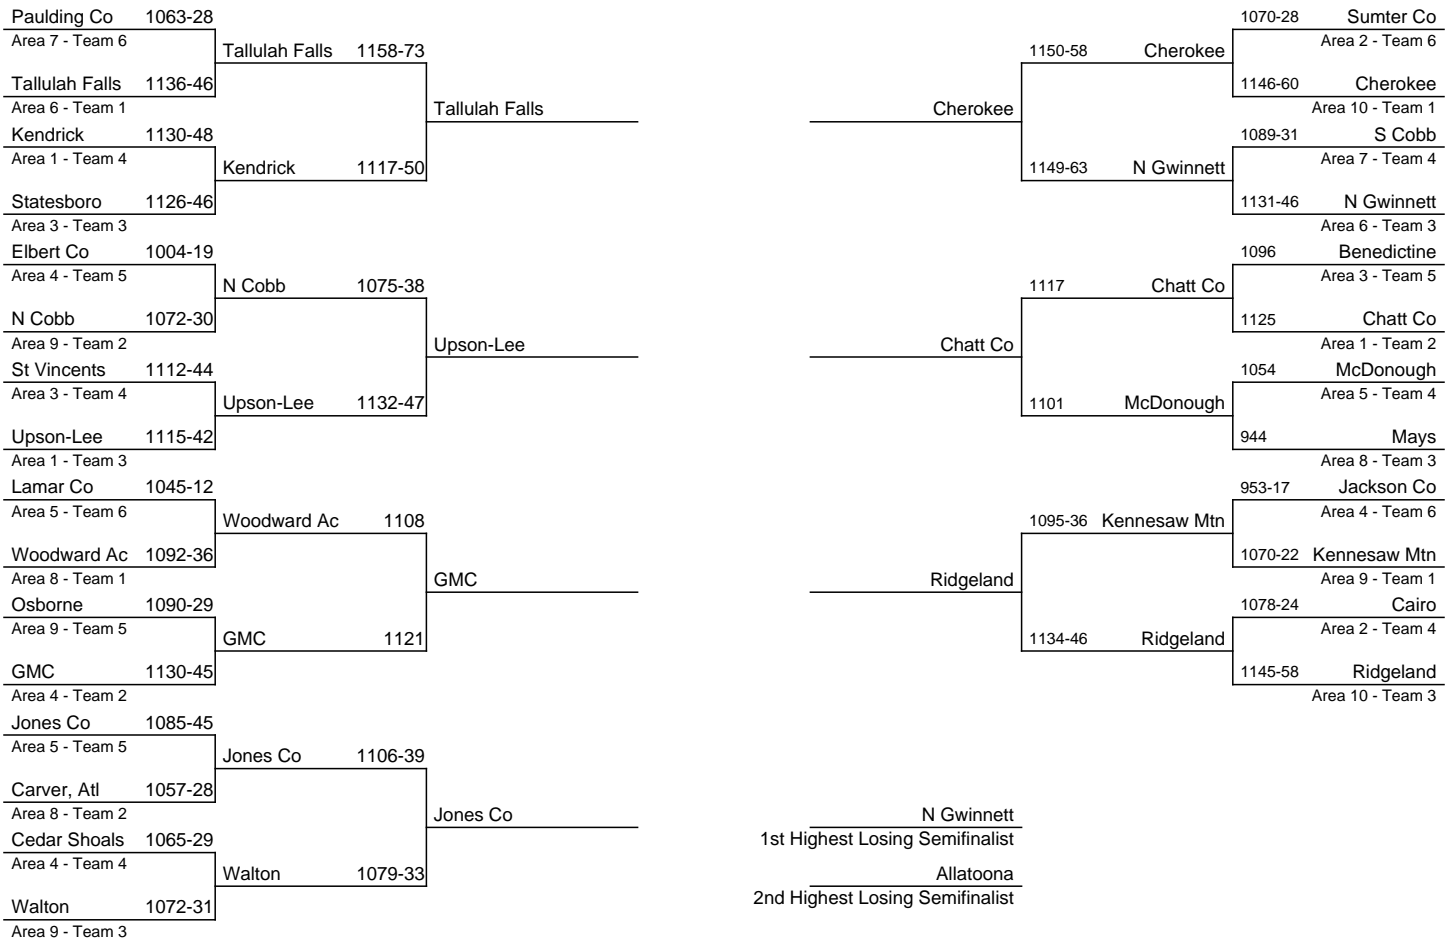 Paulding Co 1063-28
Area 7 - Team 6
Tallulah Falls 1136-46
Area 6 - Team 1
Kendrick 1130-48
Area 1 - Team 4
Statesboro 1126-46
Area 3 - Team 3
Elbert Co 1004-19
Area 4 - Team 5
N Cobb 1072-30
Area 9 - Team 2
St Vincents 1112-44
Area 3 - Team 4
Upson-Lee 1115-42
Area 1 - Team 3
Lamar Co 1045-12
Area 5 - Team 6
Woodward Ac 1092-36
Area 8 - Team 1
Osborne 1090-29
Area 9 - Team 5
GMC 1130-45
Area 4 - Team 2
Jones Co 1085-45
Area 5 - Team 5
Carver, Atl 1057-28
Area 8 - Team 2
Cedar Shoals 1065-29
Area 4 - Team 4
Walton 1072-31
Area 9 - Team 3
Tallulah Falls 1158-73
Kendrick 1117-50
N Cobb 1075-38
Upson-Lee 1132-47
Woodward Ac 1108
GMC 1121
Jones Co 1106-39
Walton 1079-33
Tallulah Falls
Upson-Lee
GMC
Jones Co
Cherokee
Chatt Co
Ridgeland
N Gwinnett
1st Highest Losing Semifinalist
Allatoona
2nd Highest Losing Semifinalist
1150-58 Cherokee
1149-63 N Gwinnett
1117 Chatt Co
1101 McDonough
1095-36 Kennesaw Mtn
1134-46 Ridgeland
1070-28 Sumter Co
Area 2 - Team 6
1146-60 Cherokee
Area 10 - Team 1
1089-31 S Cobb
Area 7 - Team 4
1131-46 N Gwinnett
Area 6 - Team 3
1096 Benedictine
Area 3 - Team 5
1125 Chatt Co
Area 1 - Team 2
1054 McDonough
Area 5 - Team 4
944 Mays
Area 8 - Team 3
953-17 Jackson Co
Area 4 - Team 6
1070-22 Kennesaw Mtn
Area 9 - Team 1
1078-24 Cairo
Area 2 - Team 4
1145-58 Ridgeland
Area 10 - Team 3